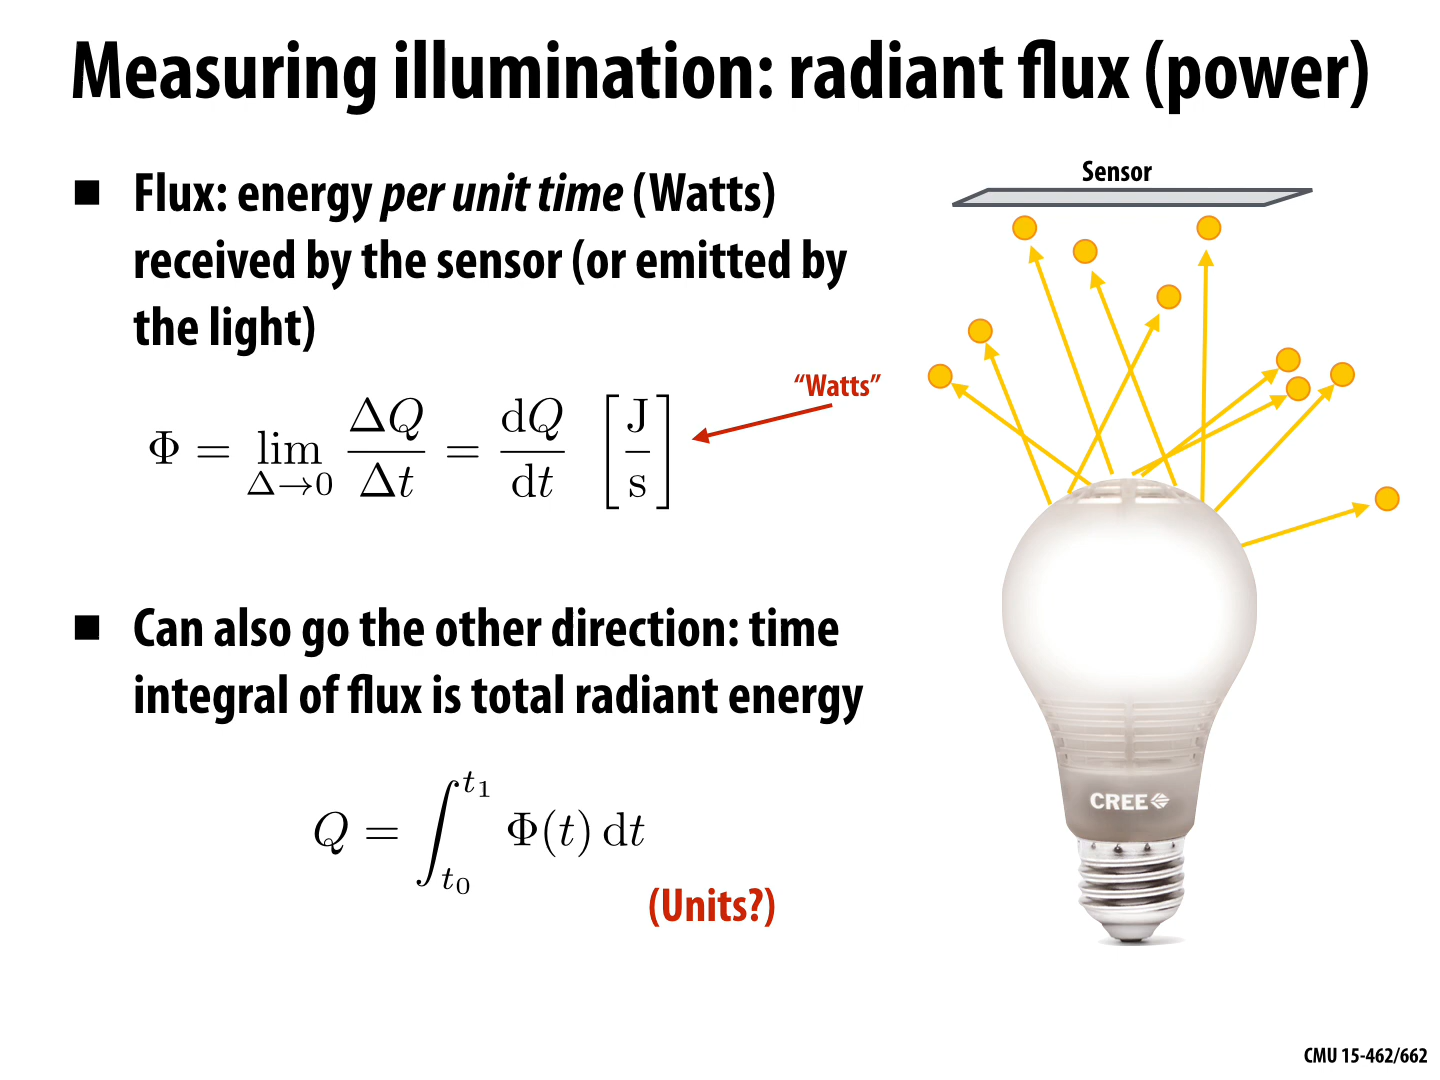 Measuring illumination: radiant flux (power)
■ Flux: energy per unit time (Watts)
received by the sensor (or emitted by
the light)
Φ = lim_{Δ→0} ΔQ/Δt = dQ/dt [J/s]
“Watts”
■ Can also go the other direction: time
integral of flux is total radiant energy
Q = ∫_{t₀}^{t₁} Φ(t) dt
(Units?)
Sensor
CREE
CMU 15-462/662